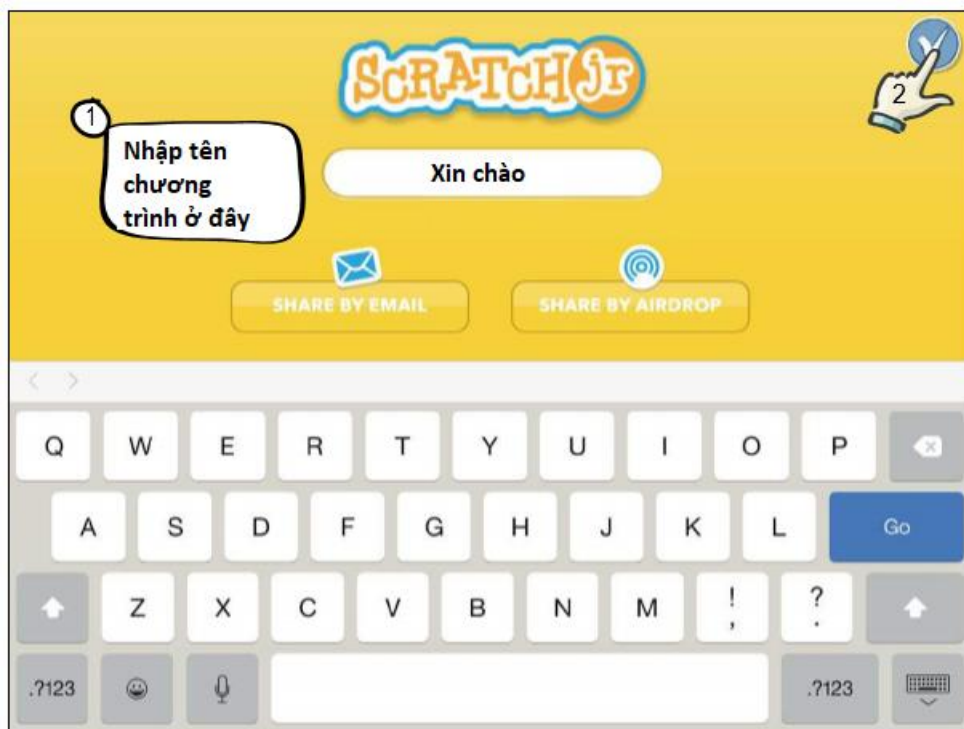 SCRATCH Jr
1
2
Nhập tên
chương
trình ở đây
Xin chào
SHARE BY EMAIL
SHARE BY AIRDROP
Q W E R T Y U I O P
A S D F G H J K L Go
Z X C V B N M ! , ? .
.?123 .?123